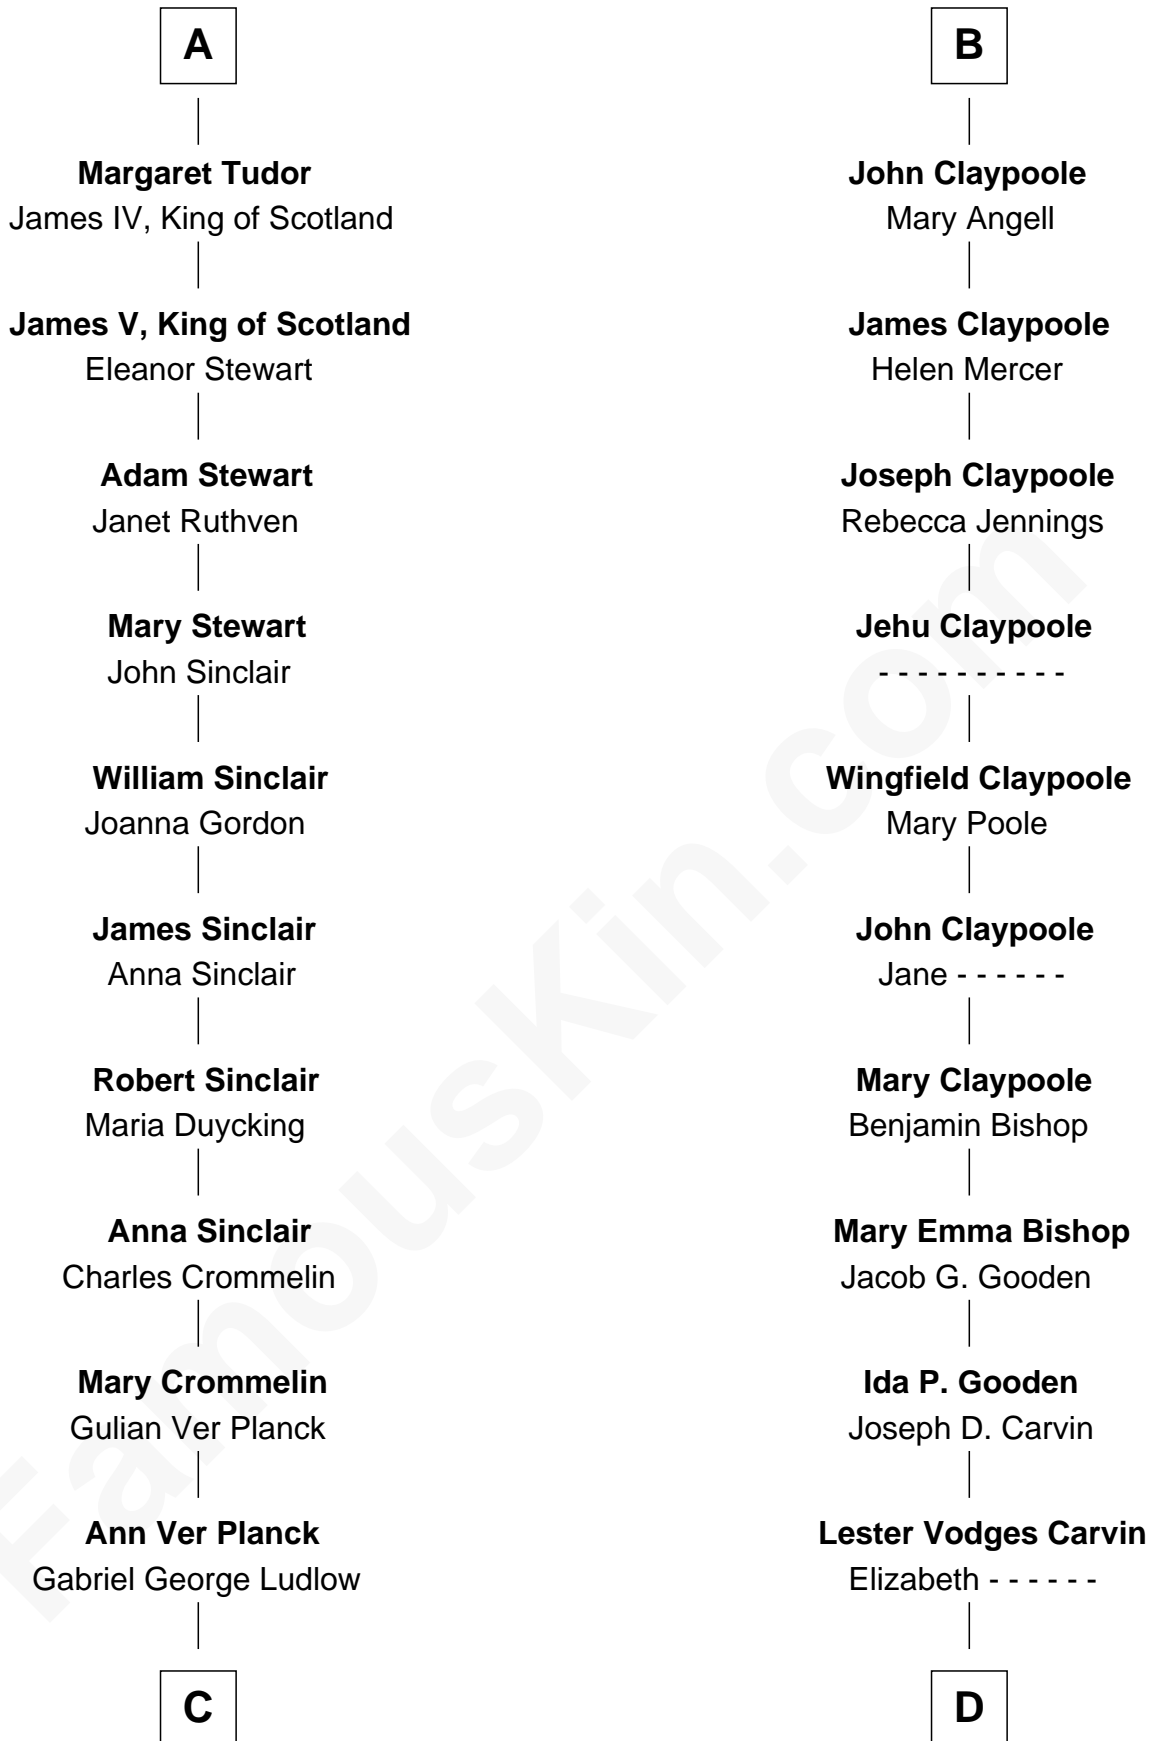 A
Margaret Tudor
James IV, King of Scotland
James V, King of Scotland
Eleanor Stewart
Adam Stewart
Janet Ruthven
Mary Stewart
John Sinclair
William Sinclair
Joanna Gordon
James Sinclair
Anna Sinclair
Robert Sinclair
Maria Duycking
Anna Sinclair
Charles Crommelin
Mary Crommelin
Gulian Ver Planck
Ann Ver Planck
Gabriel George Ludlow
C
B
John Claypoole
Mary Angell
James Claypoole
Helen Mercer
Joseph Claypoole
Rebecca Jennings
Jehu Claypoole
- - - - - - - - - -
Wingfield Claypoole
Mary Poole
John Claypoole
Jane - - - - - -
Mary Claypoole
Benjamin Bishop
Mary Emma Bishop
Jacob G. Gooden
Ida P. Gooden
Joseph D. Carvin
Lester Vodges Carvin
Elizabeth - - - - - -
D
FamousKin.com